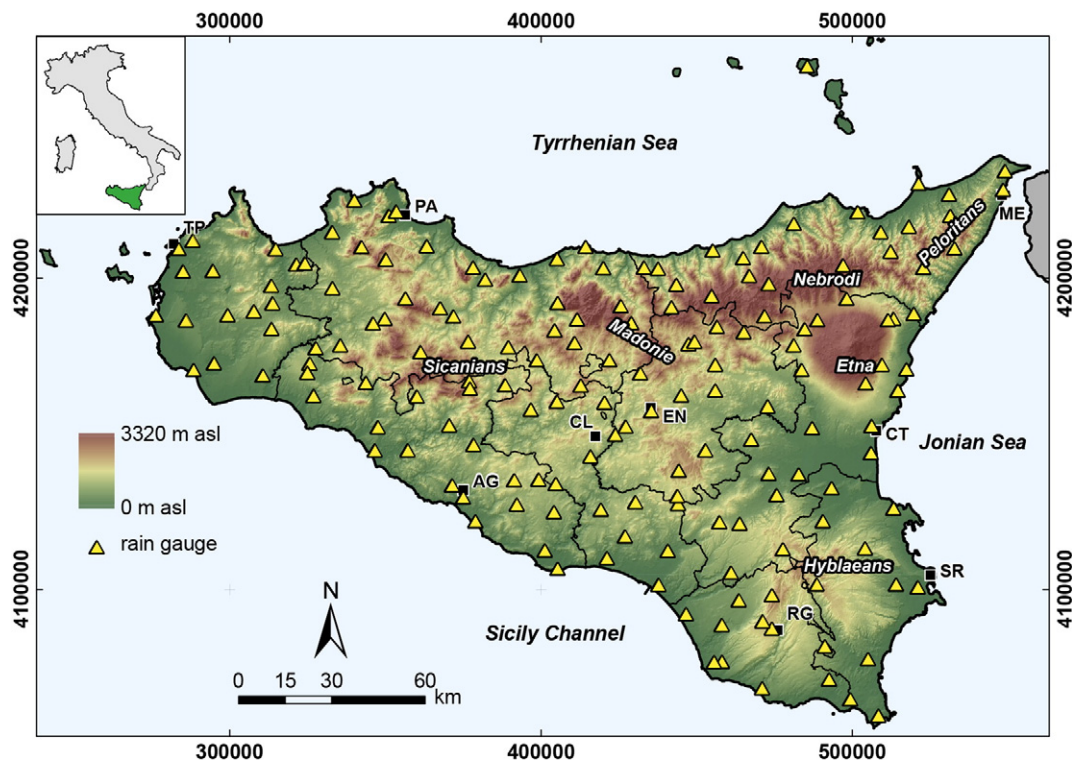 300000
400000
500000
Tyrrhenian Sea
PA
ME
TP
Peloritans
4200000
4200000
Nebrodi
Madonie
Sicanians
Etna
3320 m asl
0 m asl
rain gauge
EN
CL
CT
Jonian Sea
AG
Hyblaeans
SR
4100000
4100000
N
Sicily Channel
RG
0 15 30 60
km
300000
400000
500000